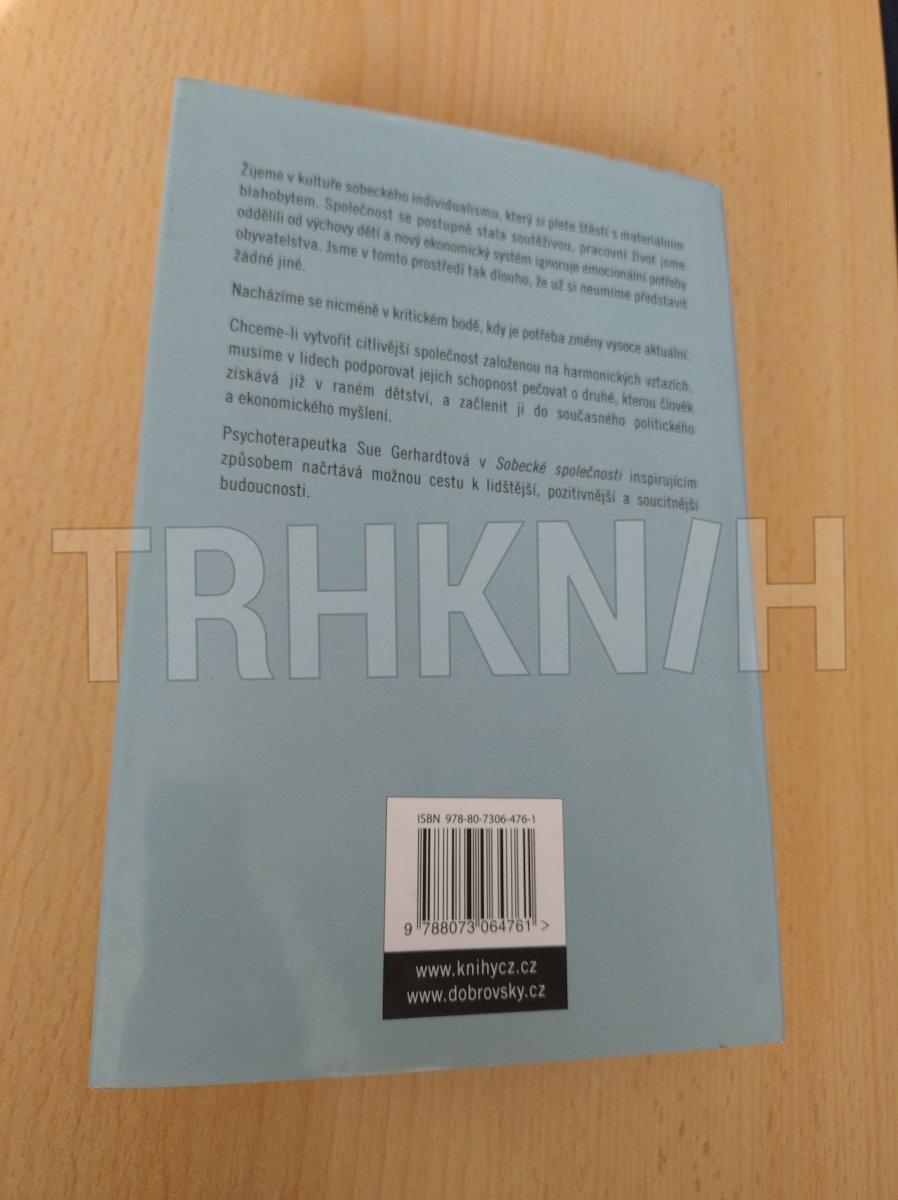 Žijeme v kultuře sobeckého individualismu, který si plete štěstí s materiálním
blahobytem. Společnost se postupně stala soutěživou, pracovní život jsme
oddělili od výchovy dětí a nový ekonomický systém ignoruje emocionální potřeby
obyvatelstva. Jsme v tomto prostředí tak dlouho, že už si neumíme představit
žádné jiné.
Nacházíme se nicméně v kritickém bodě, kdy je potřeba změny vysoce aktuální.
Chceme-li vytvořit citlivější společnost založenou na harmonických vztazích,
musíme v lidech podporovat jejich schopnost pečovat o druhé, kterou člověk
získává již v raném dětství, a začlenit ji do současného politického
a ekonomického myšlení.
Psychoterapeutka Sue Gerhardtová v Sobecké společnosti inspirujícím
způsobem načrtává možnou cestu k lidštější, pozitivnější a soucitnější
budoucnosti.
TRHKNIH
ISBN 978-80-7306-476-1
9 788073 064761 >
www.knihycz.cz
www.dobrovsky.cz